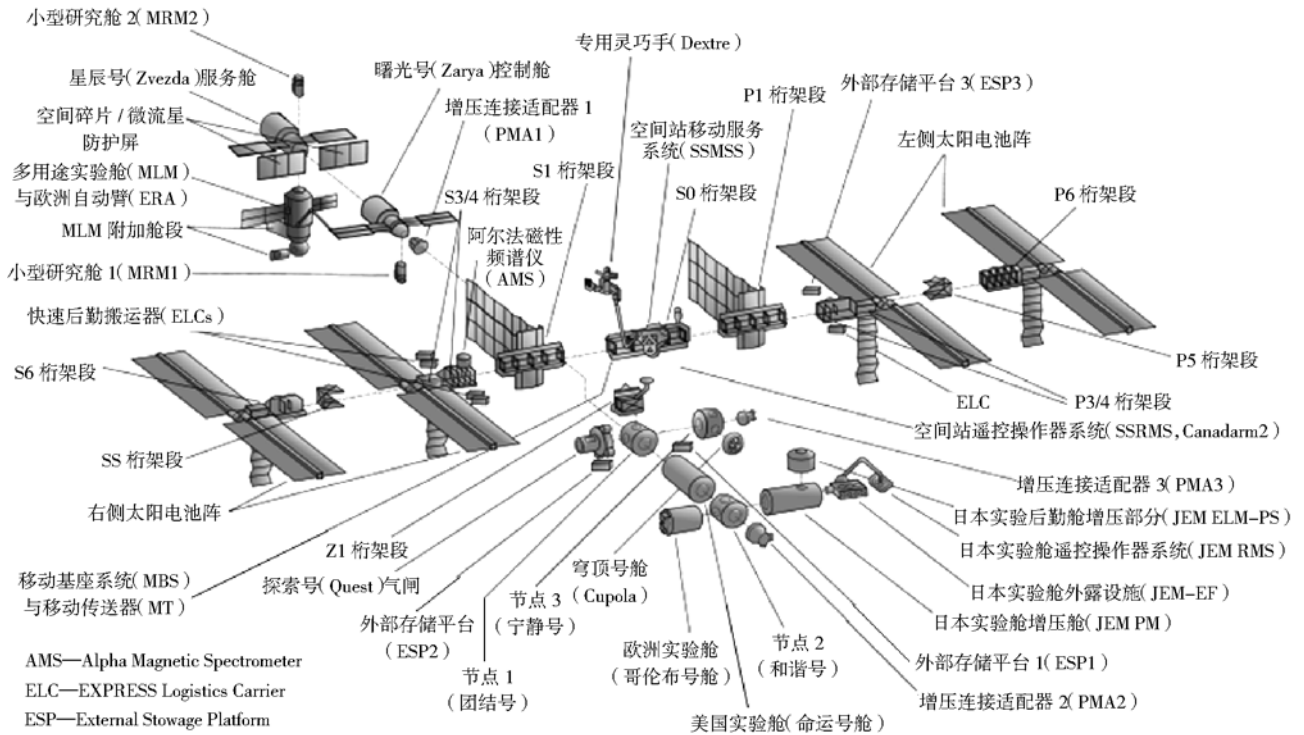 小型研究舱 2(MRM2)
星辰号(Zvezda)服务舱
空间碎片/微流星
防护屏
多用途实验舱(MLM)
与欧洲自动臂(ERA)
MLM 附加舱段
小型研究舱 1(MRM1)
快速后勤搬运器(ELCs)
S6 桁架段
SS 桁架段
右侧太阳电池阵
移动基座系统(MBS)
与移动传送器(MT)
曙光号(Zarya)控制舱
增压连接适配器 1
(PMA1)
S3/4 桁架段
阿尔法磁性
频谱仪
(AMS)
S1 桁架段
专用灵巧手(Dextre)
空间站移动服务
系统(SSMSS)
S0 桁架段
P1 桁架段
外部存储平台 3(ESP3)
左侧太阳电池阵
P6 桁架段
P5 桁架段
ELC
P3/4 桁架段
空间站遥控操作器系统(SSRMS,Canadarm2)
增压连接适配器 3(PMA3)
日本实验后勤舱增压部分(JEM ELM-PS)
日本实验舱遥控操作器系统(JEM RMS)
日本实验舱外露设施(JEM-EF)
日本实验舱增压舱(JEM PM)
外部存储平台 1(ESP1)
增压连接适配器 2(PMA2)
Z1 桁架段
探索号(Quest)气闸
外部存储平台
(ESP2)
节点 1
(团结号)
节点 3
(宁静号)
穹顶号舱
(Cupola)
欧洲实验舱
(哥伦布号舱)
节点 2
(和谐号)
美国实验舱(命运号舱)
AMS—Alpha Magnetic Spectrometer
ELC—EXPRESS Logistics Carrier
ESP—External Stowage Platform